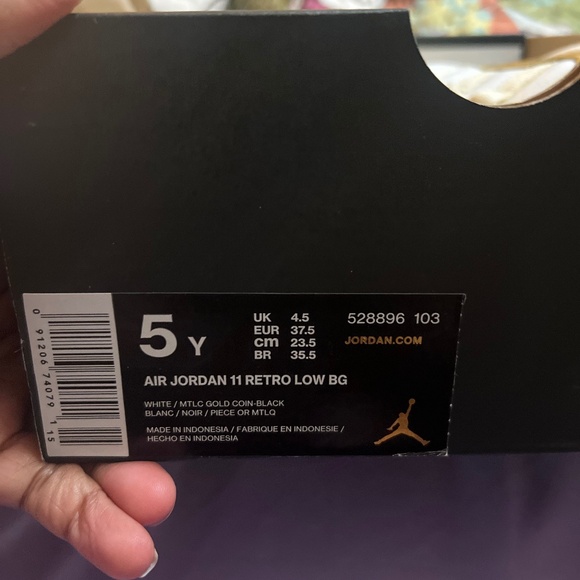 0 91206 74079 1 15
5 Y
UK 4.5
EUR 37.5
cm 23.5
BR 35.5
528896 103
JORDAN.COM
AIR JORDAN 11 RETRO LOW BG
WHITE / MTLC GOLD COIN-BLACK
BLANC / NOIR / PIECE OR MTLQ
MADE IN INDONESIA / FABRIQUE EN INDONESIE /
HECHO EN INDONESIA